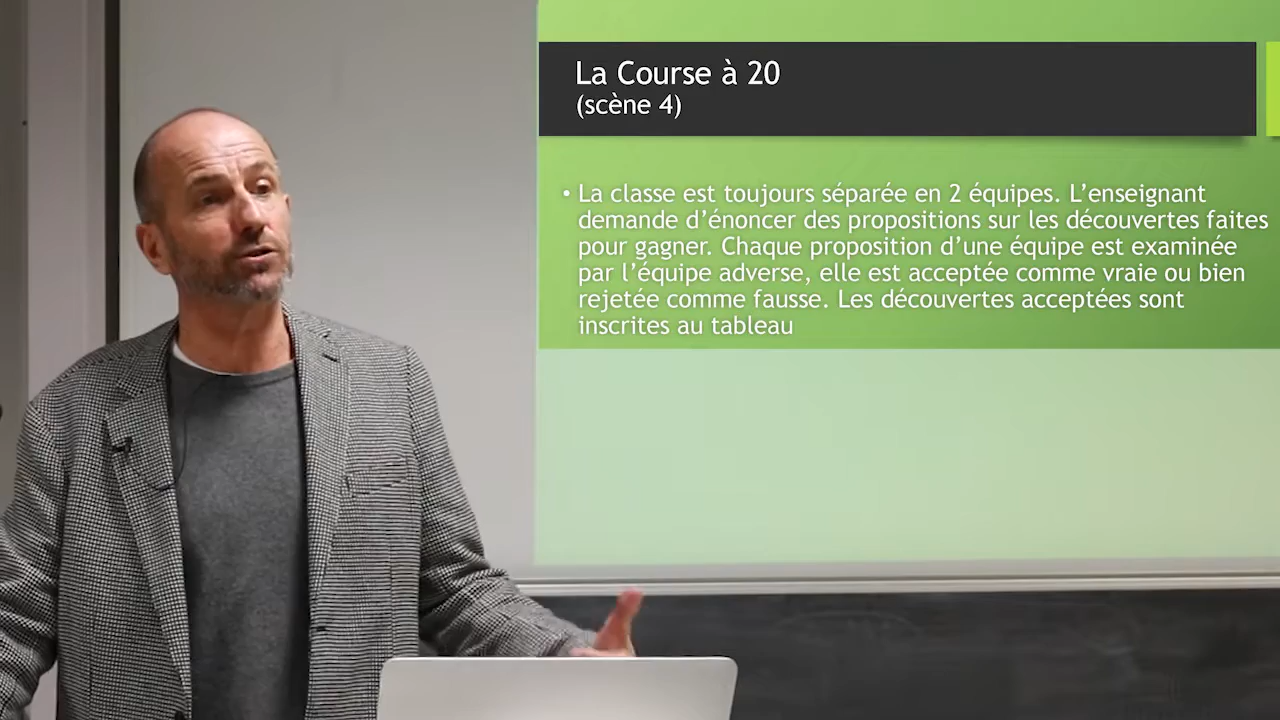 La Course à 20
(scène 4)
• La classe est toujours séparée en 2 équipes. L’enseignant
demande d’énoncer des propositions sur les découvertes faites
pour gagner. Chaque proposition d’une équipe est examinée
par l’équipe adverse, elle est acceptée comme vraie ou bien
rejetée comme fausse. Les découvertes acceptées sont
inscrites au tableau